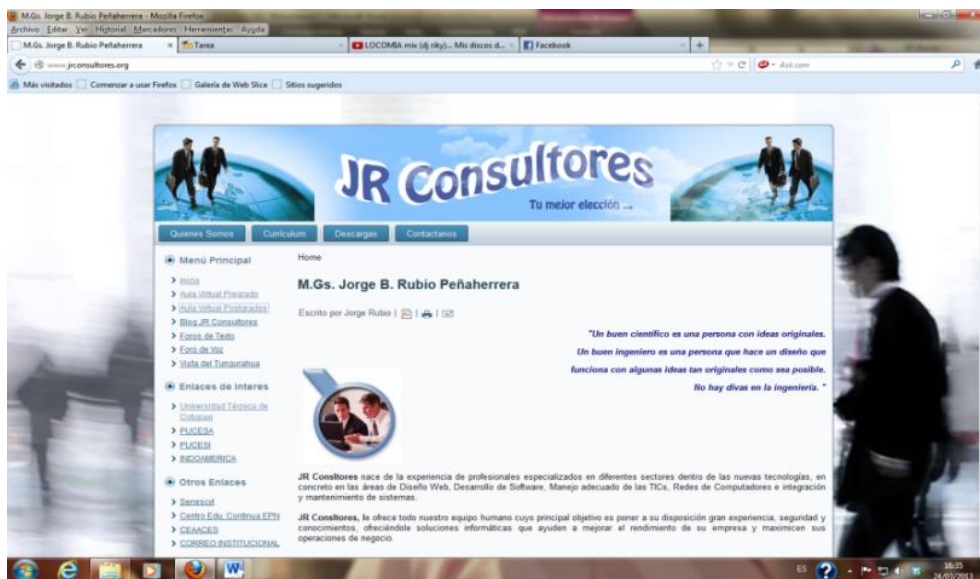 M.Gs. Jorge B. Rubio Peñaherrera - Mozilla Firefox
Archivo Editar Ver Historial Marcadores Herramientas Ayuda
M.Gs. Jorge B. Rubio Peñaherrera Tarea LOCOMIA mix (dj riky)... Mis discos d... Facebook
www.jrconsultores.org Ask.com
Más visitados Comenzar a usar Firefox Galería de Web Slice Sitios sugeridos
JR Consultores
Tu mejor elección ...
Quienes Somos Curriculum Descargas Contactanos
Menú Principal
Inicio
Aula Virtual Pregrado
Aula Virtual Postgrados
Blog JR Consultores
Foros de Texto
Foro de Voz
Vista del Tungurahua
Enlaces de Interes
Universidad Técnica de
Cotopaxi
PUCESA
PUCESI
INDOAMERICA
Otros Enlaces
Senescyt
Centro Edu. Continua EPN
CEAACES
CORREO INSTITUCIONAL
Home
M.Gs. Jorge B. Rubio Peñaherrera
Escrito por Jorge Rubio | | |
"Un buen científico es una persona con ideas originales.
Un buen ingeniero es una persona que hace un diseño que
funciona con algunas ideas tan originales como sea posible.
No hay divas en la ingeniería. "
JR Consltores nace de la experiencia de profesionales especializados en diferentes sectores dentro de las nuevas tecnologías, en
concreto en las áreas de Diseño Web, Desarrollo de Software, Manejo adecuado de las TICs, Redes de Computadores e integración
y mantenimiento de sistemas.
JR Consltores, le ofrece todo nuestro equipo humano cuyo principal objetivo es poner a su disposición gran experiencia, seguridad y
conocimientos, ofreciéndole soluciones informáticas que ayuden a mejorar el rendimiento de su empresa y maximicen sus
operaciones de negocio.
ES
16:35
24/01/2013